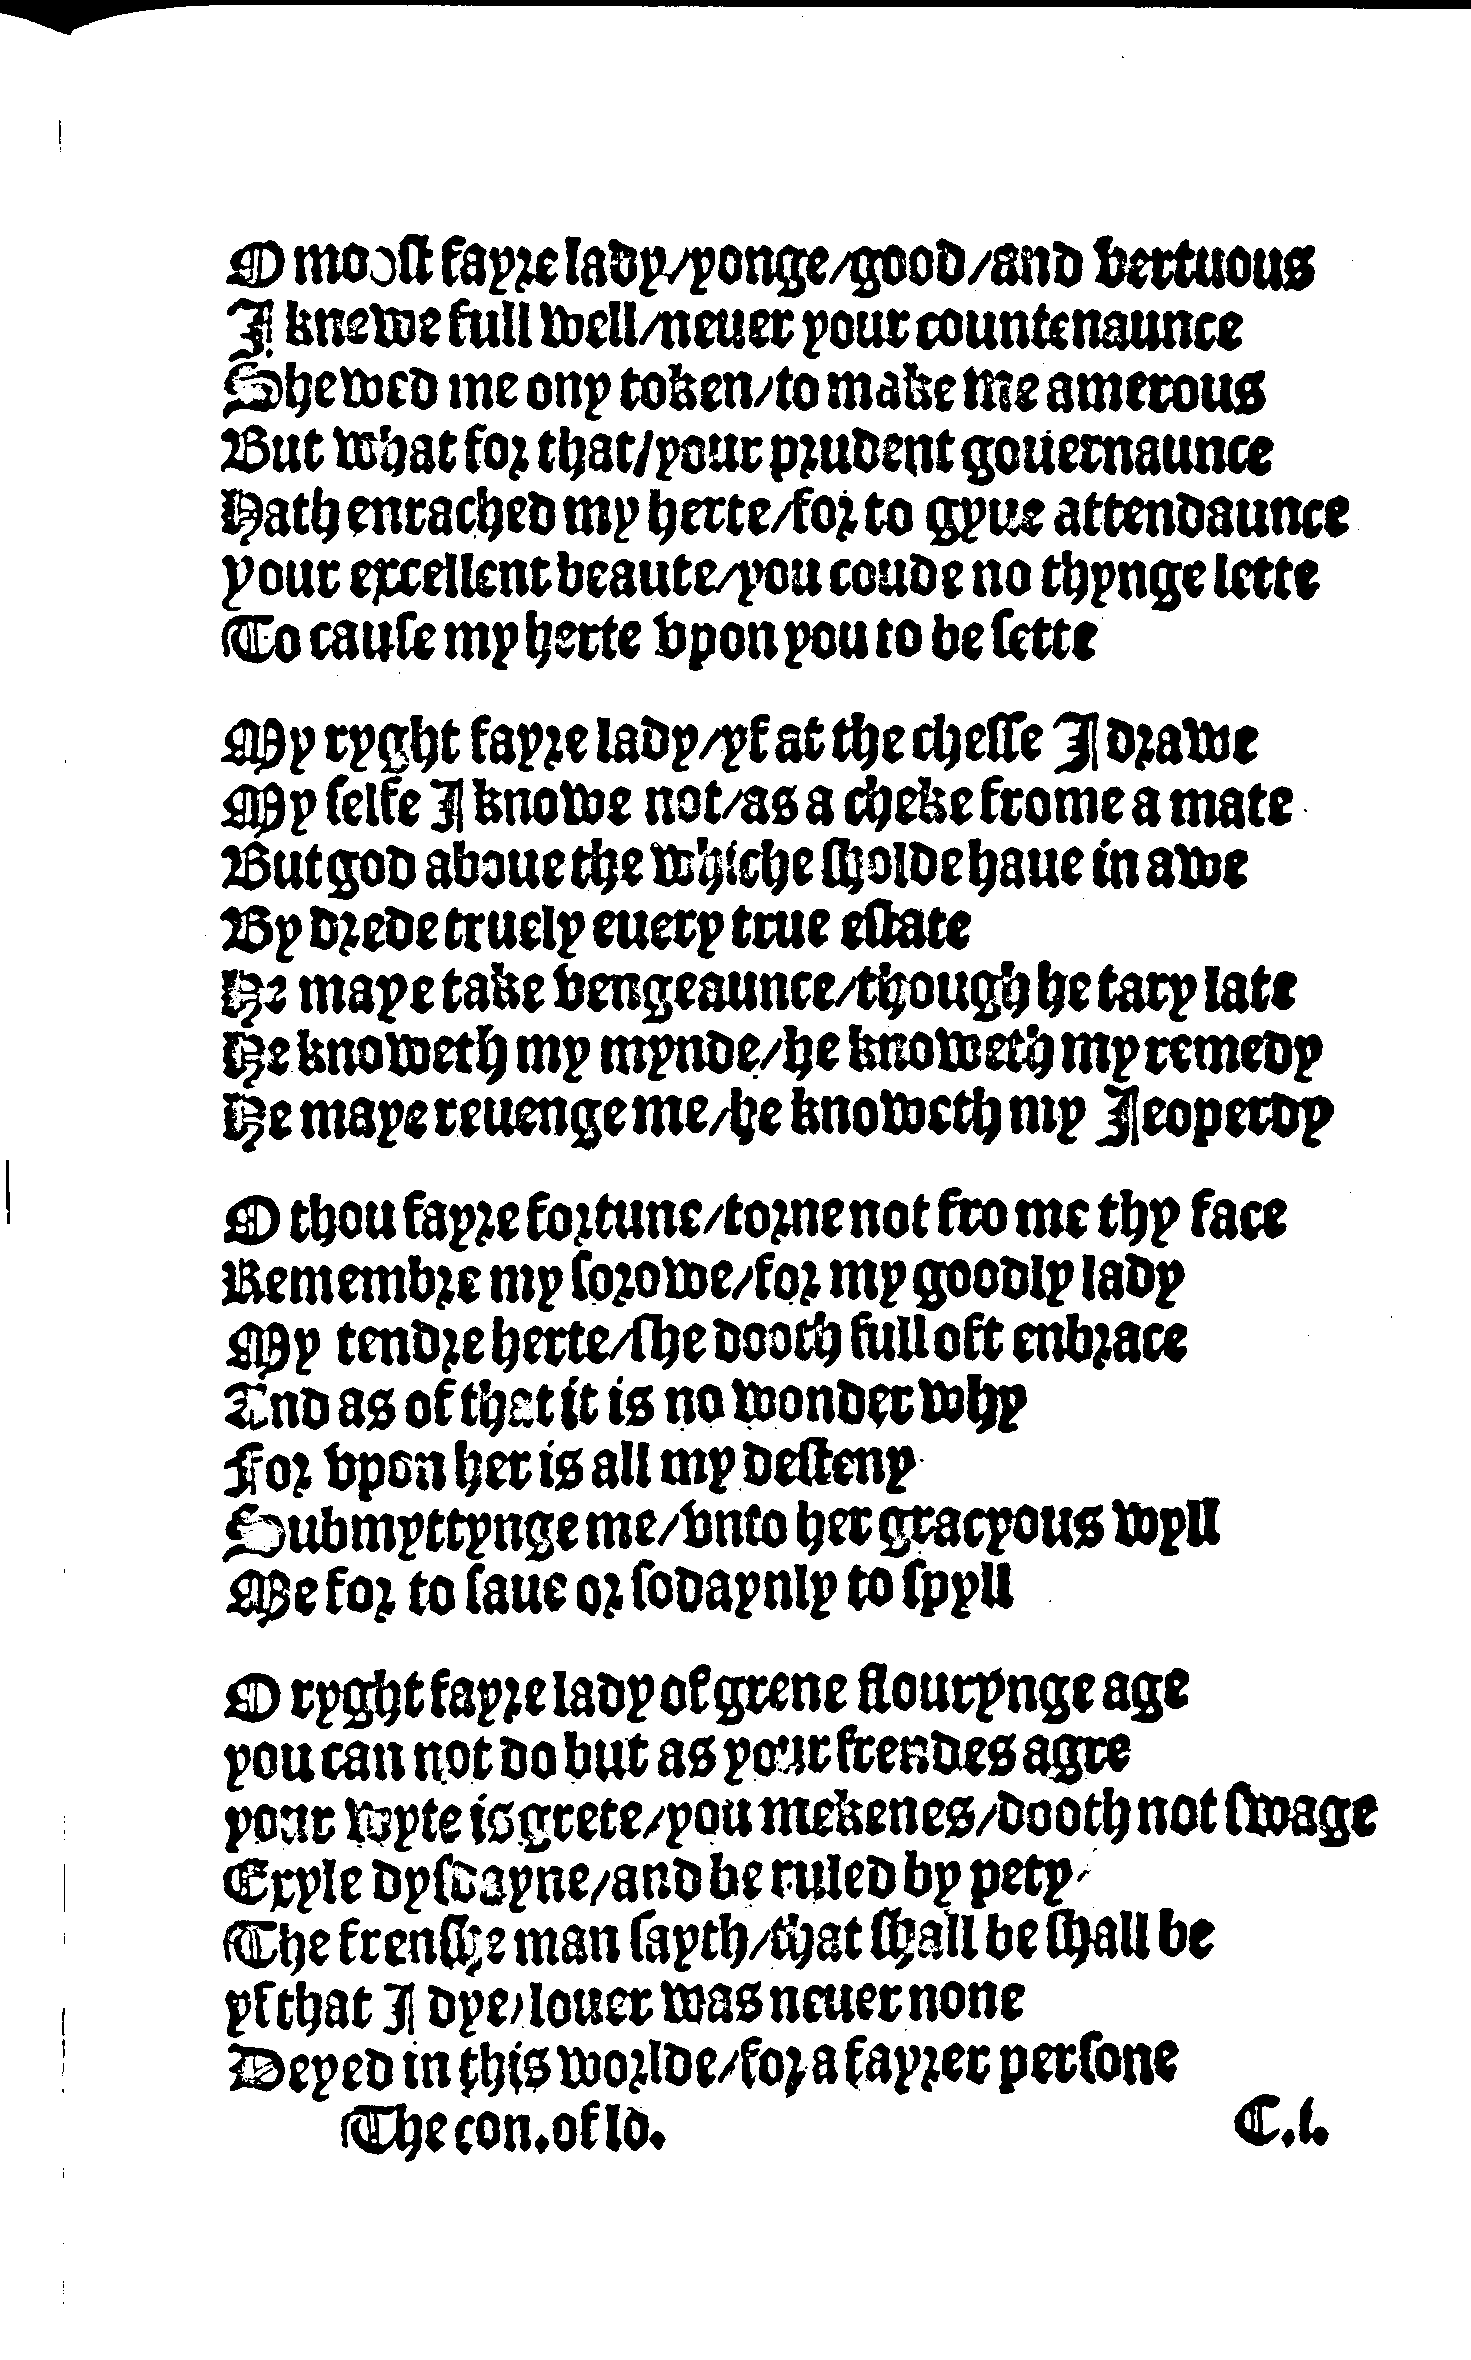 O moost fayre lady/yonge/good/and vertuous
I knewe full well/neuer your countenaunce
Shewed me ony token/to make me amerous
But what for that/your prudent gouernaunce
Hath enrached my herte/for to gyue attendaunce
your excellent beaute/you coude no thynge lette
To cause my herte vpon you to be sette
My ryght fayre lady/yf at the chesse I drawe
My selfe I knowe not/as a cheke frome a mate
But god aboue the whiche sholde haue in awe
By drede truely euery true estate
He maye take vengeaunce/though he tary late
He knoweth my mynde/he knoweth my remedy
He maye reuenge me/he knoweth my Jeoperdy
O thou fayre fortune/torne not fro me thy face
Remembre my sorowe/for my goodly lady
My tendre herte/she dooth full oft enbrace
And as of that it is no wonder why
For vpon her is all my desteny
Submyttynge me/vnto her gracyous wyll
Me for to saue or sodaynly to spyll
O ryght fayre lady of grene flourynge age
you can not do but as your frendes agre
your wyte is grete/you mekenes/dooth not swage
Exyle dysdayne/and be ruled by pety/
The frenshe man sayth/that shall be shall be
yf that I dye/louer was neuer none
Deyed in this worlde/for a fayrer persone
The con.of lo. C.i.